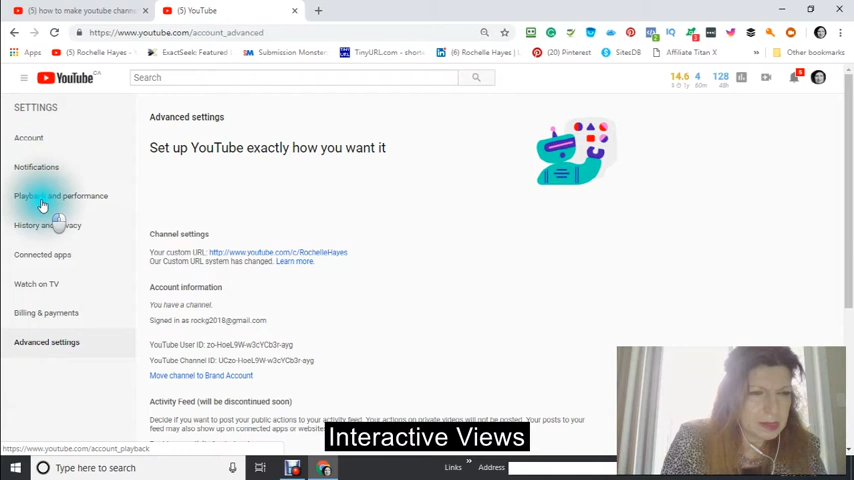 (5) how to make youtube channe
(5) YouTube
https://www.youtube.com/account_advanced
Apps
(5) Rochelle Hayes
ExactSeek: Featured L
Submission Monster
TinyURL.com - shorte
(6) LinkedIn
(20) Pinterest
SitesDB
Affiliate Titan X
Other bookmarks
YouTube CA
Search
14.6 4 128
60m 48h
SETTINGS
Account
Notifications
Playback and performance
History and privacy
Connected apps
Watch on TV
Billing & payments
Advanced settings
Advanced settings
Set up YouTube exactly how you want it
Channel settings
Your custom URL: http://www.youtube.com/c/RochelleHayes
Our Custom URL system has changed. Learn more.
Account information
You have a channel.
Signed in as rockg2018@gmail.com
YouTube User ID: zo-HoeL9W-w3cYCb3r-ayg
YouTube Channel ID: UCzo-HoeL9W-w3cYCb3r-ayg
Move channel to Brand Account
Activity Feed (will be discontinued soon)
Decide if you want to post your public actions to your activity feed. Your actions on private videos will not be posted. Your posts to your
feed may also show up on connected apps or websites
https://www.youtube.com/account_playback
Interactive Views
Type here to search
Links
Address